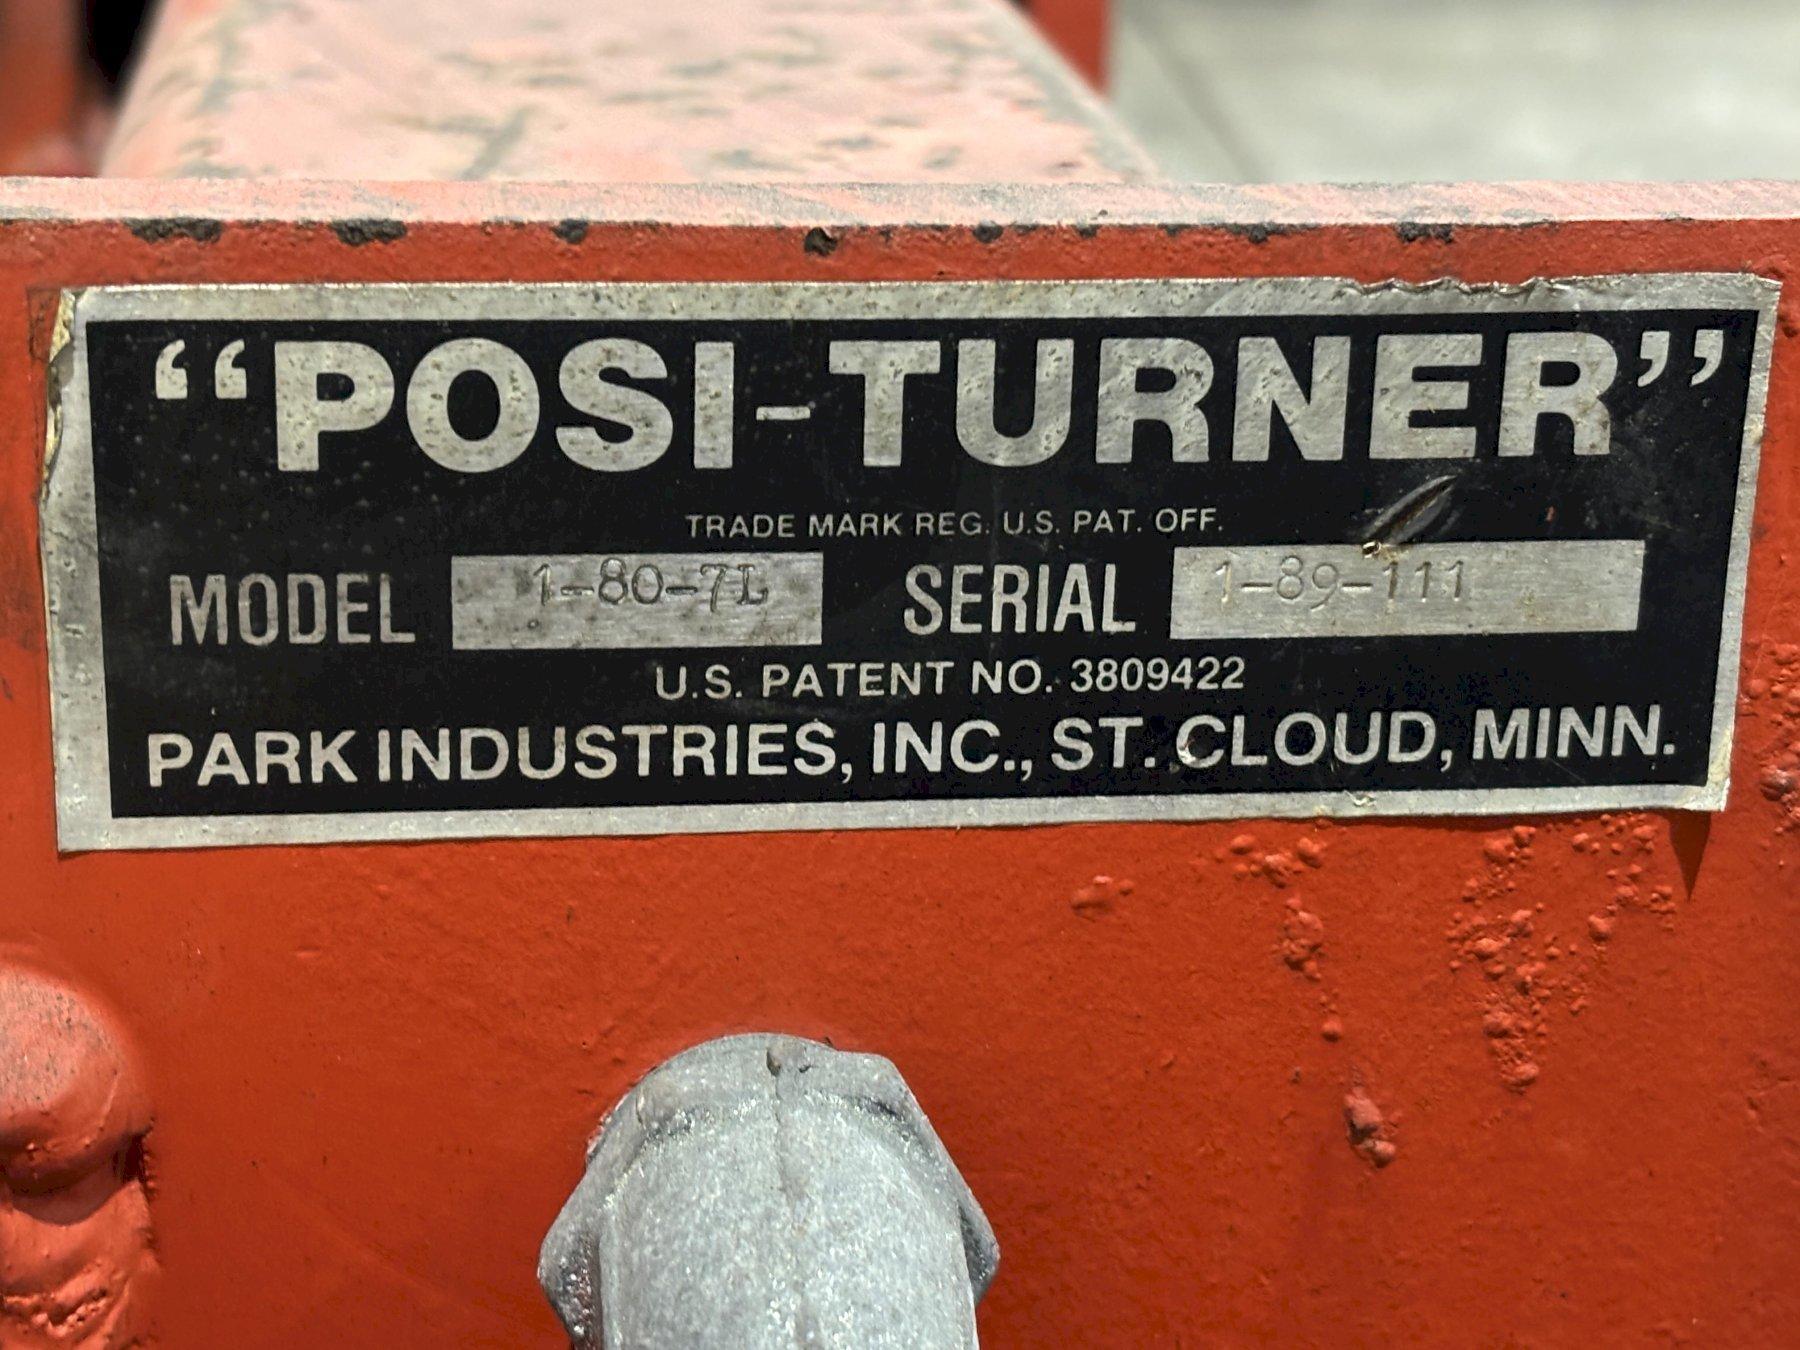 “POSI-TURNER”
TRADE MARK REG. U.S. PAT. OFF.
MODEL 1-80-7L SERIAL 1-89-111
U.S. PATENT NO. 3809422
PARK INDUSTRIES, INC., ST. CLOUD, MINN.